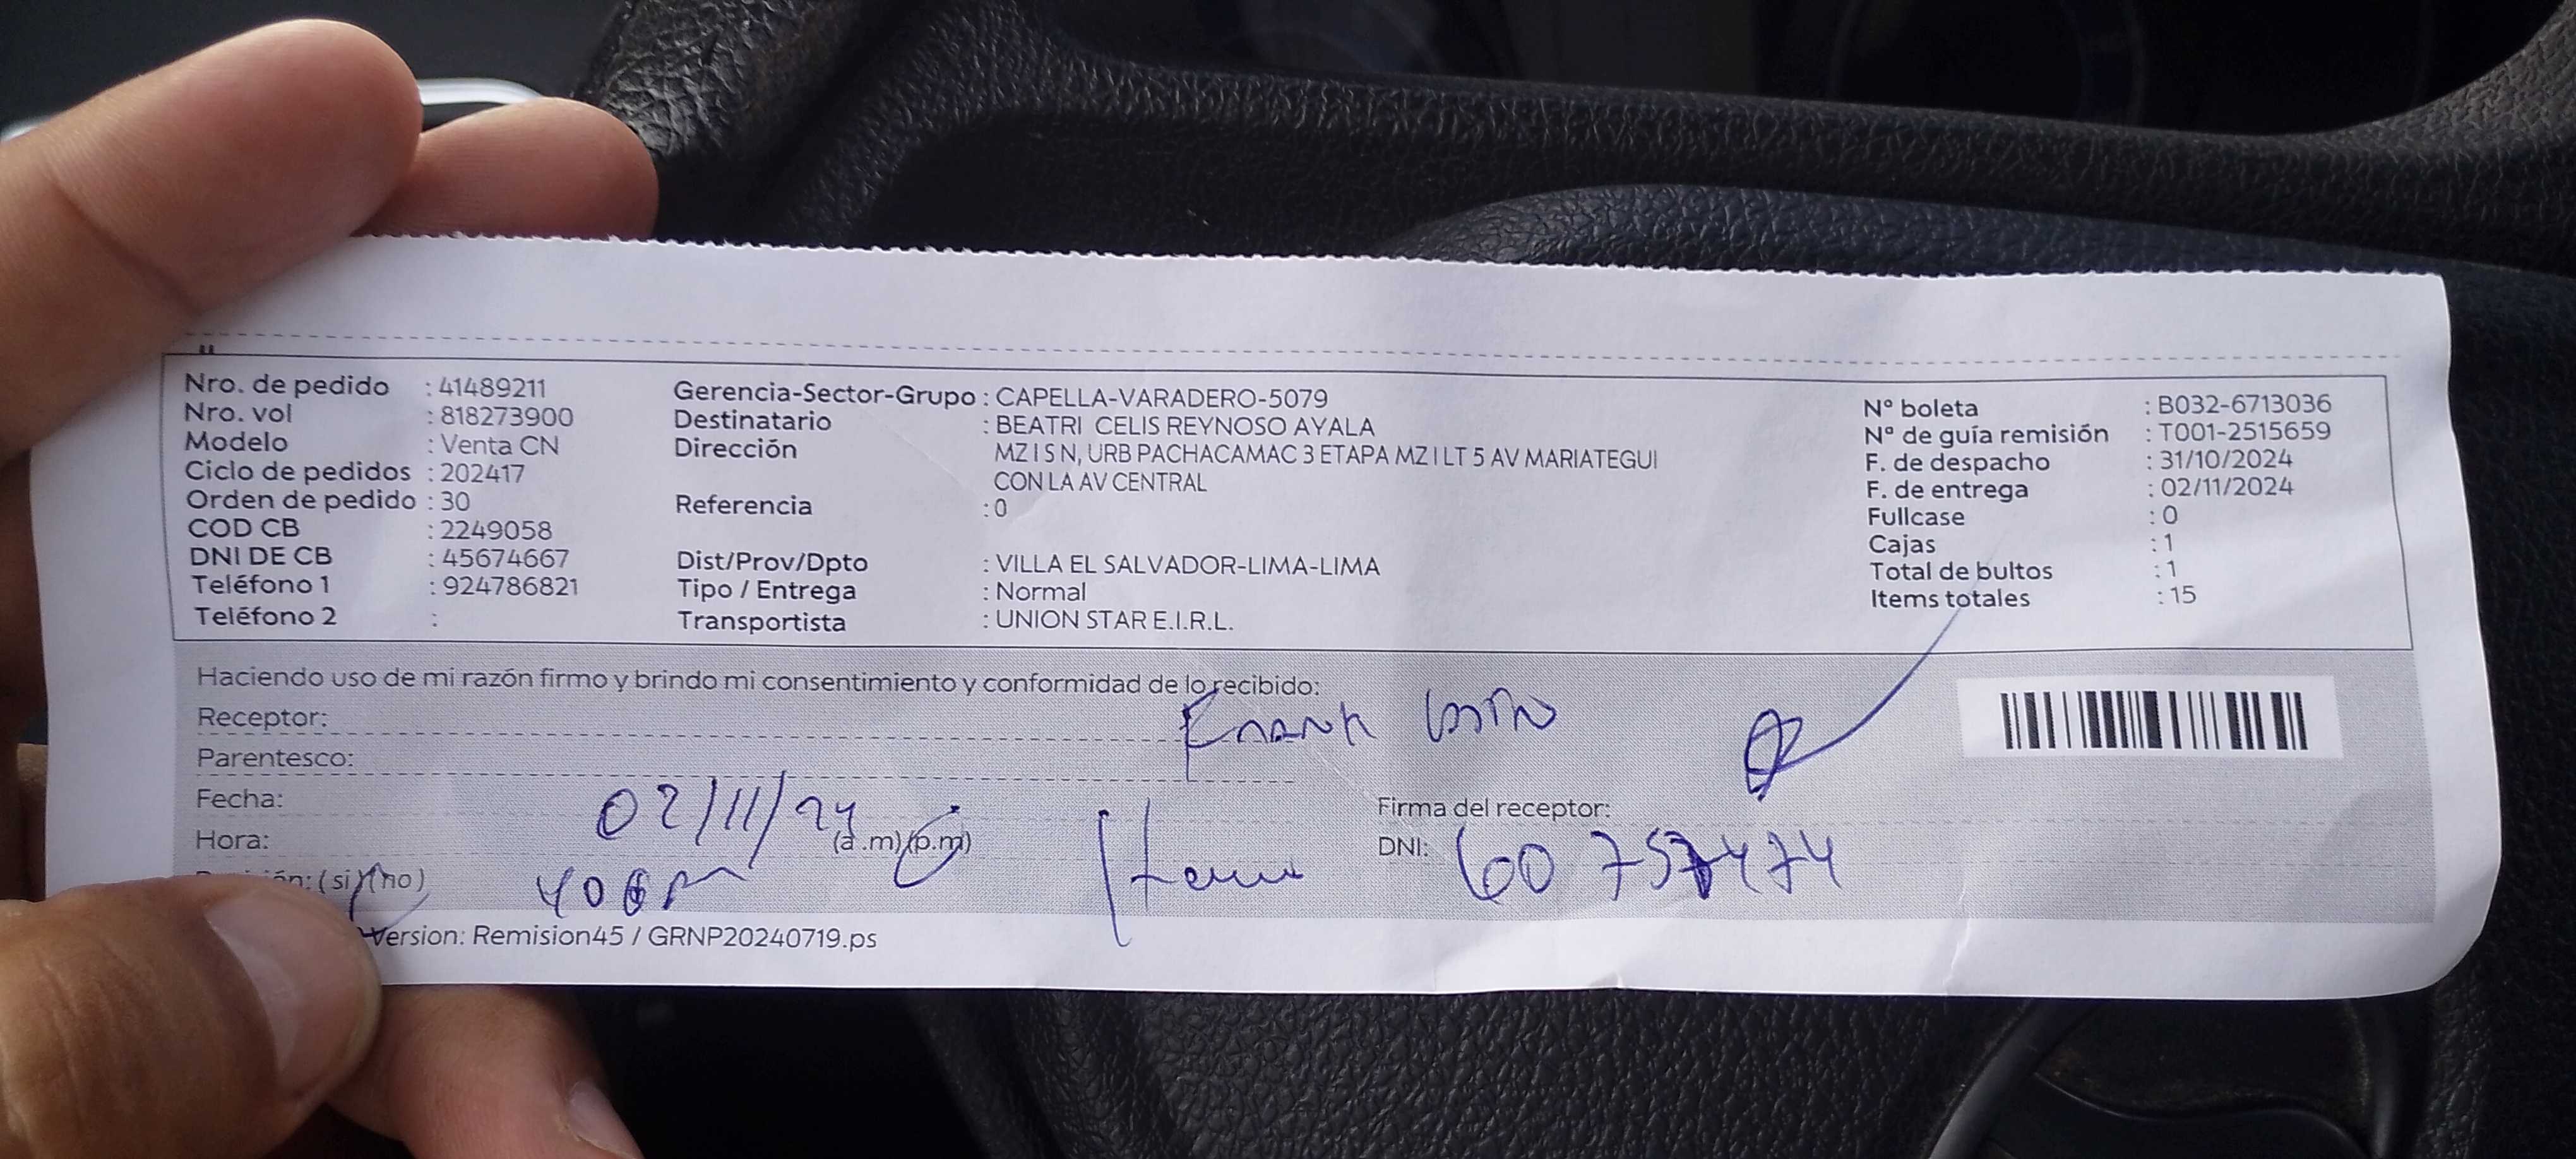 Nro. de pedido : 41489211
Nro. vol : 818273900
Modelo : Venta CN
Ciclo de pedidos : 202417
Orden de pedido : 30
COD CB : 2249058
DNI DE CB : 45674667
Teléfono 1 : 924786821
Teléfono 2 :
Gerencia-Sector-Grupo : CAPELLA-VARADERO-5079
Destinatario : BEATRI CELIS REYNOSO AYALA
Dirección MZ I S N, URB PACHACAMAC 3 ETAPA MZ I LT 5 AV MARIATEGUI
CON LA AV CENTRAL
Referencia : 0
Dist/Prov/Dpto : VILLA EL SALVADOR-LIMA-LIMA
Tipo / Entrega : Normal
Transportista : UNION STAR E.I.R.L.
N° boleta : B032-6713036
N° de guía remisión : T001-2515659
F. de despacho : 31/10/2024
F. de entrega : 02/11/2024
Fullcase : 0
Cajas : 1
Total de bultos : 1
Items totales : 15
Haciendo uso de mi razón firmo y brindo mi consentimiento y conformidad de lo recibido:
Receptor: Frank
Parentesco:
Fecha: 02/11/24
Hora: (a.m) (p.m)
(si) (no)
Firma del receptor:
DNI:
Version: Remision45 / GRNP20240719.ps